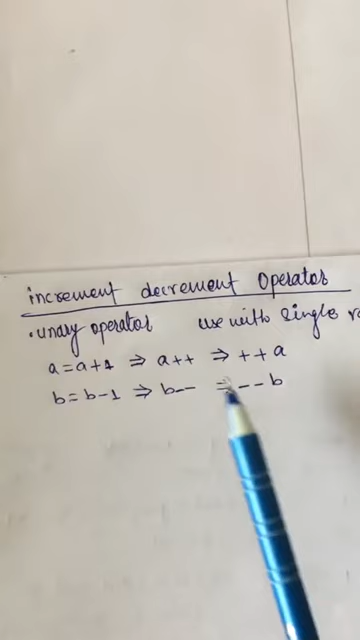 increment decrement Operator
. unary operator use with single
a = a+1 ⇒ a++ ⇒ ++a
b = b-1 ⇒ b-- ⇒ --b